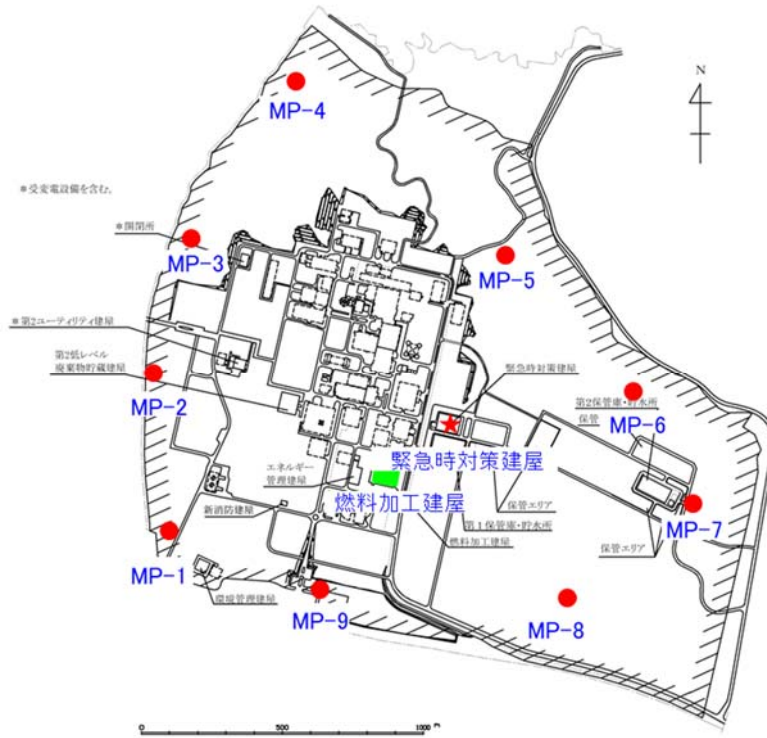 N
MP-4
＊受変電設備を含む。
＊開閉所
MP-3
MP-5
＊第2ユーティリティ建屋
第2低レベル
廃棄物貯蔵建屋
緊急時対策建屋
MP-2
第2保管庫・貯水所
保管
MP-6
緊急時対策建屋
エネルギー
管理建屋
燃料加工建屋
保管エリア
MP-7
新消防建屋
第1保管庫・貯水所
燃料加工建屋
保管エリア
MP-1
環境管理建屋
MP-9
MP-8
0
500
1000